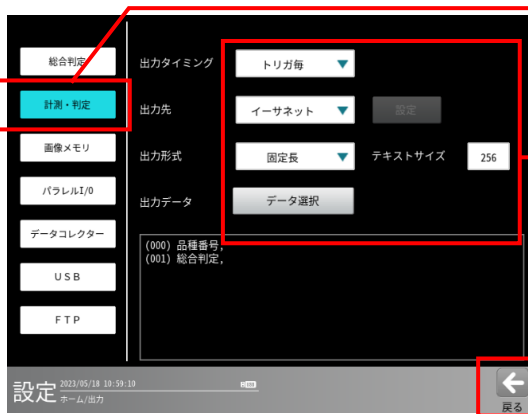 総合判定
計測・判定
画像メモリ
パラレルI/O
データコレクター
USB
FTP
出力タイミング トリガ毎
出力先 イーサネット 設定
出力形式 固定長 テキストサイズ 256
出力データ データ選択
(000) 品種番号,
(001) 総合判定,
設定 2023/05/18 10:59:10
ホーム/出力
戻る